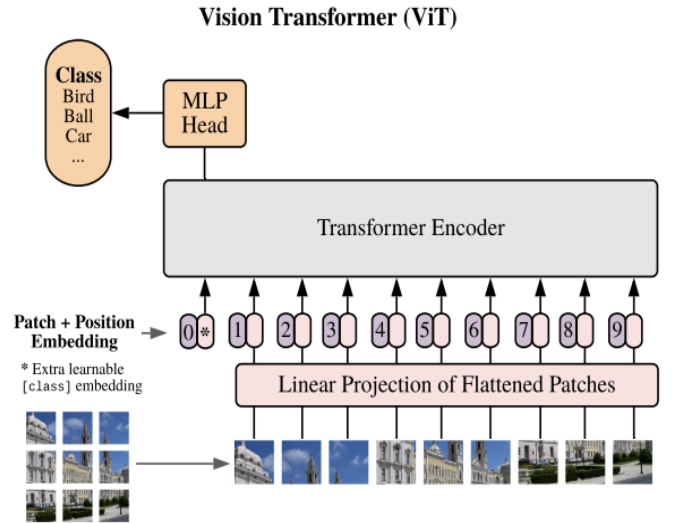 Vision Transformer (ViT)
Class
Bird
Ball
Car
...
MLP
Head
Transformer Encoder
Patch + Position
Embedding
0 * 1 2 3 4 5 6 7 8 9
* Extra learnable
[class] embedding
Linear Projection of Flattened Patches